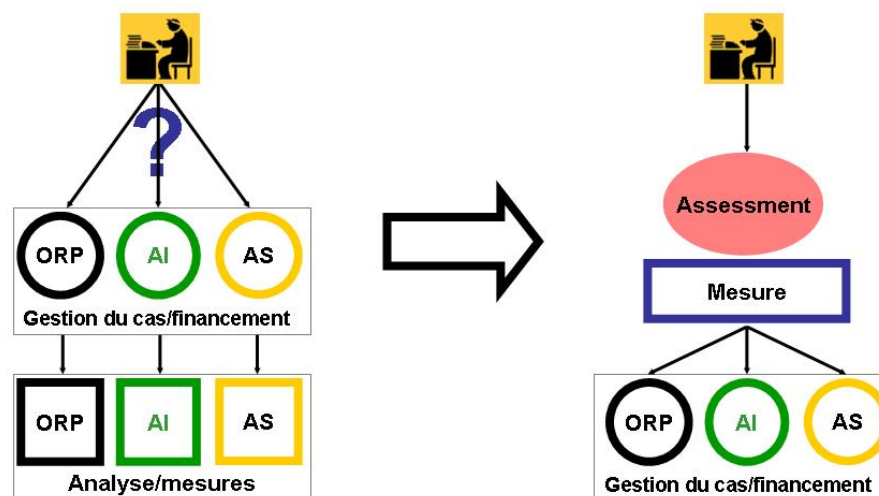 ?
ORP AI AS
Gestion du cas/financement
ORP AI AS
Analyse/mesures
Assessment
Mesure
ORP AI AS
Gestion du cas/financement